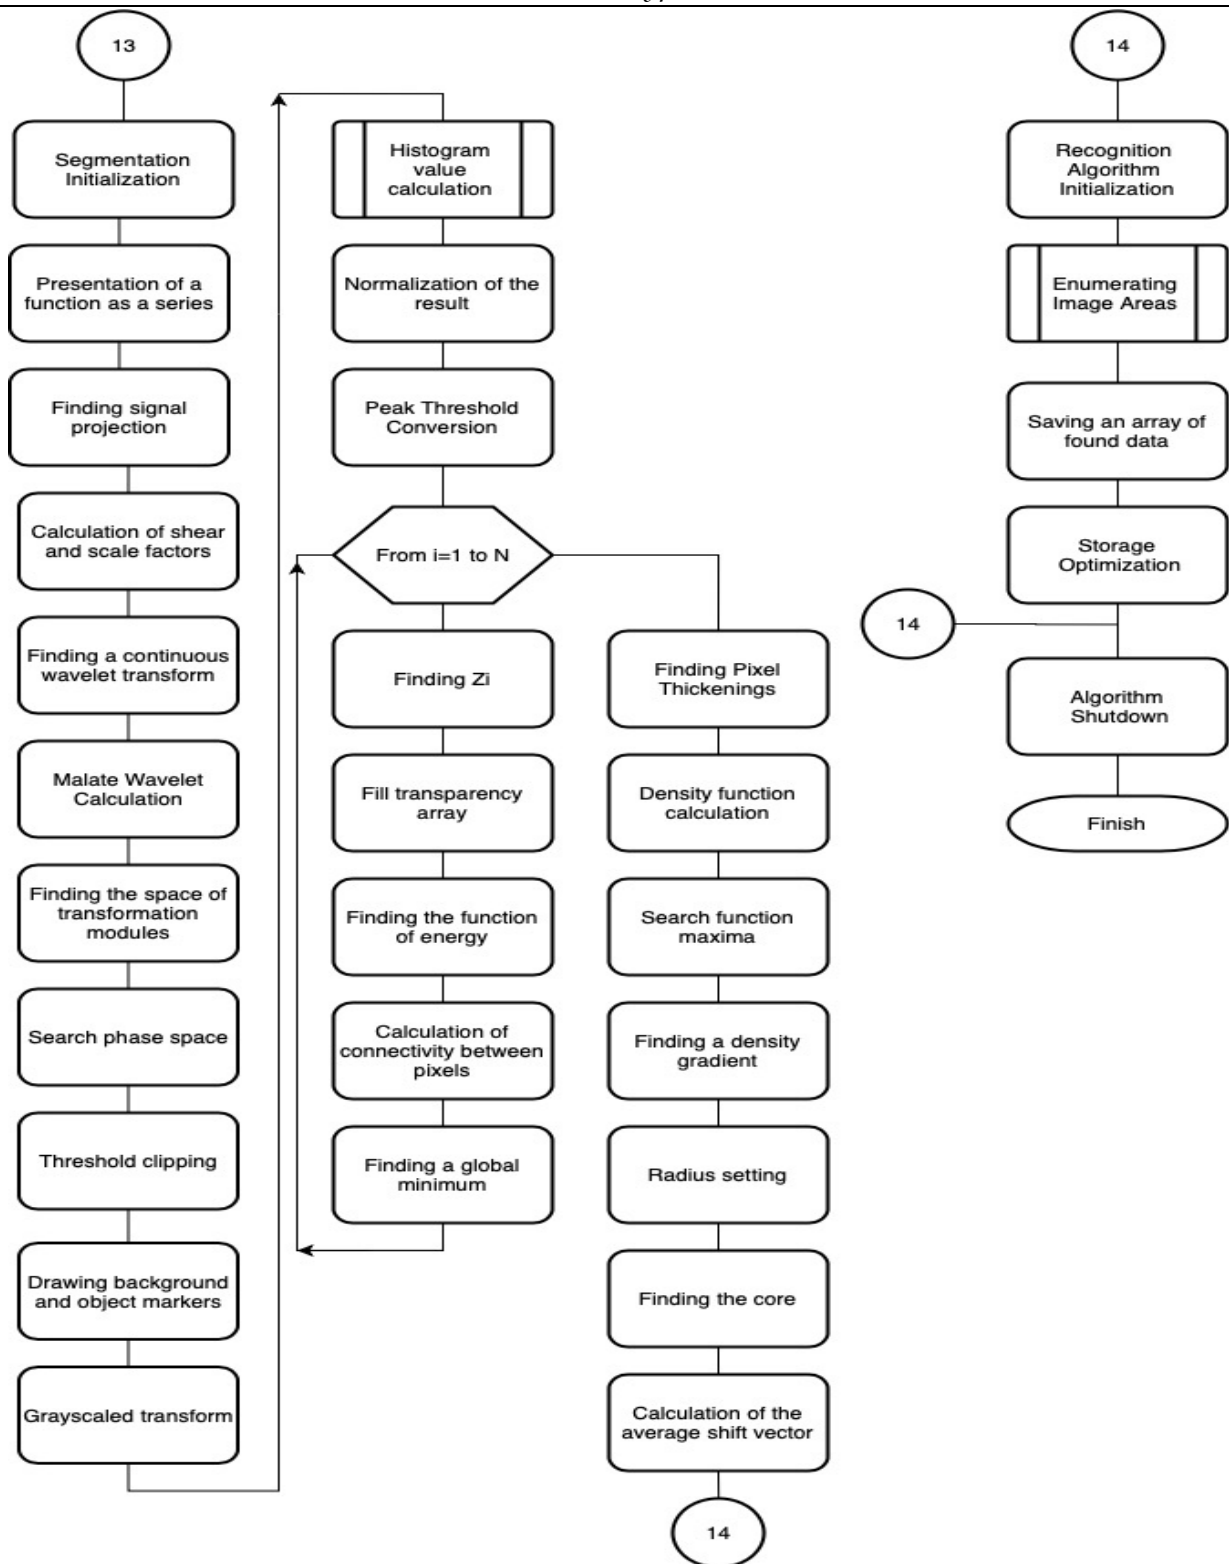 13
Segmentation
Initialization
Presentation of a
function as a series
Finding signal
projection
Calculation of shear
and scale factors
Finding a continuous
wavelet transform
Malate Wavelet
Calculation
Finding the space of
transformation
modules
Search phase space
Threshold clipping
Drawing background
and object markers
Grayscaled transform
Histogram
value
calculation
Normalization of the
result
Peak Threshold
Conversion
From i=1 to N
Finding Zi
Fill transparency
array
Finding the function
of energy
Calculation of
connectivity between
pixels
Finding a global
minimum
Finding Pixel
Thickenings
Density function
calculation
Search function
maxima
Finding a density
gradient
Radius setting
Finding the core
Calculation of the
average shift vector
14
14
Recognition
Algorithm
Initialization
Enumerating
Image Areas
Saving an array of
found data
Storage
Optimization
14
Algorithm
Shutdown
Finish